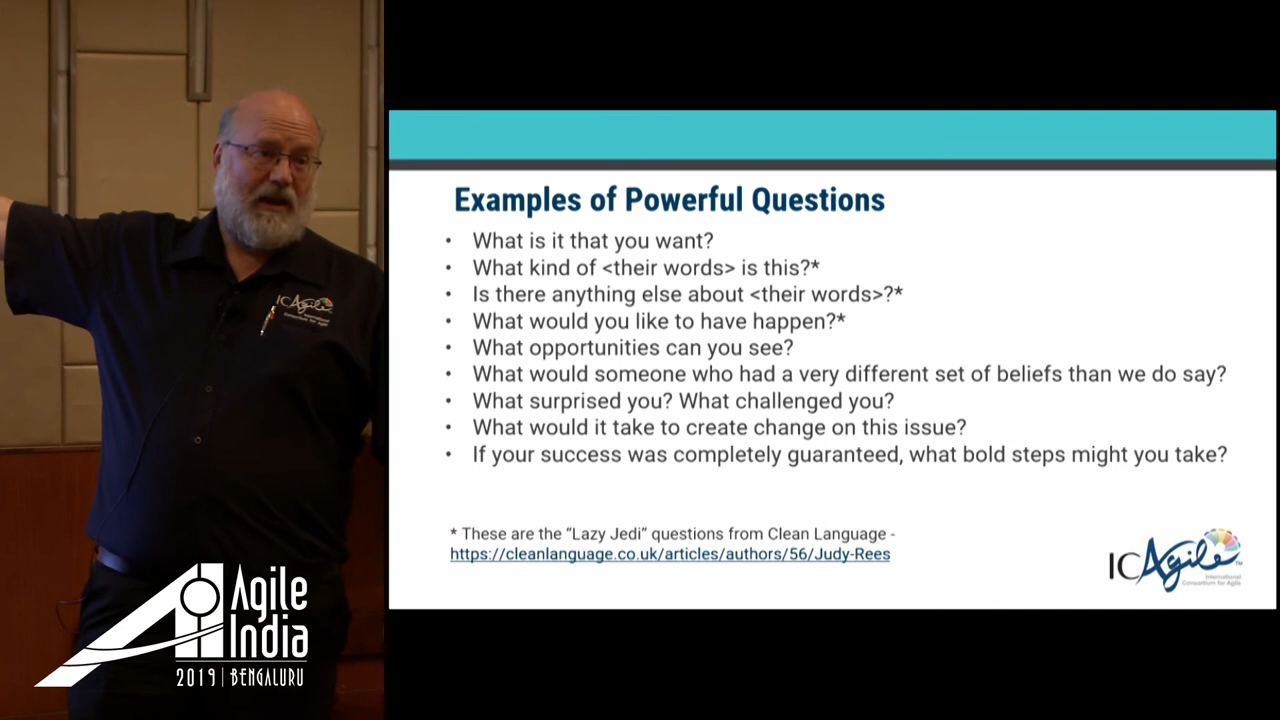 ICAgile
International
Consortium for Agile
Agile
India
2019 | BENGALURU
Examples of Powerful Questions
• What is it that you want?
• What kind of <their words> is this?*
• Is there anything else about <their words>?*
• What would you like to have happen?*
• What opportunities can you see?
• What would someone who had a very different set of beliefs than we do say?
• What surprised you? What challenged you?
• What would it take to create change on this issue?
• If your success was completely guaranteed, what bold steps might you take?
* These are the “Lazy Jedi” questions from Clean Language -
https://cleanlanguage.co.uk/articles/authors/56/Judy-Rees
ICAgile™
International
Consortium for Agile